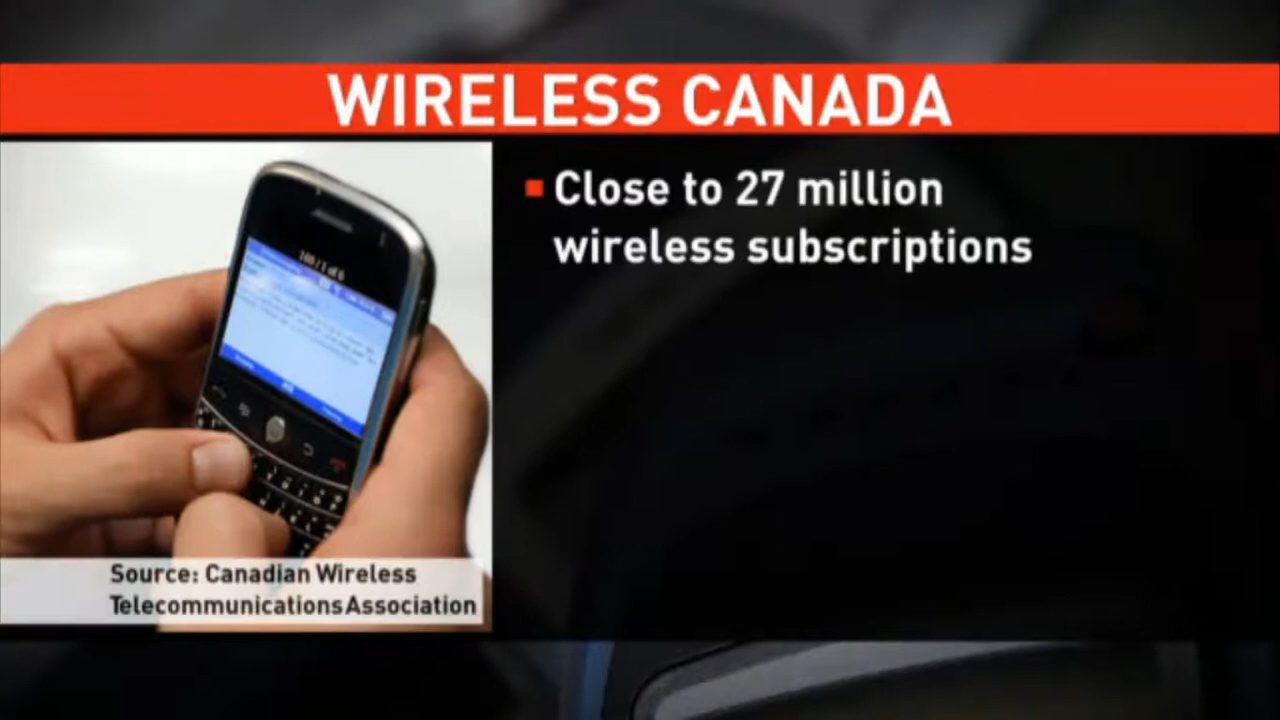 WIRELESS CANADA
Close to 27 million
wireless subscriptions
Source: Canadian Wireless
Telecommunications Association